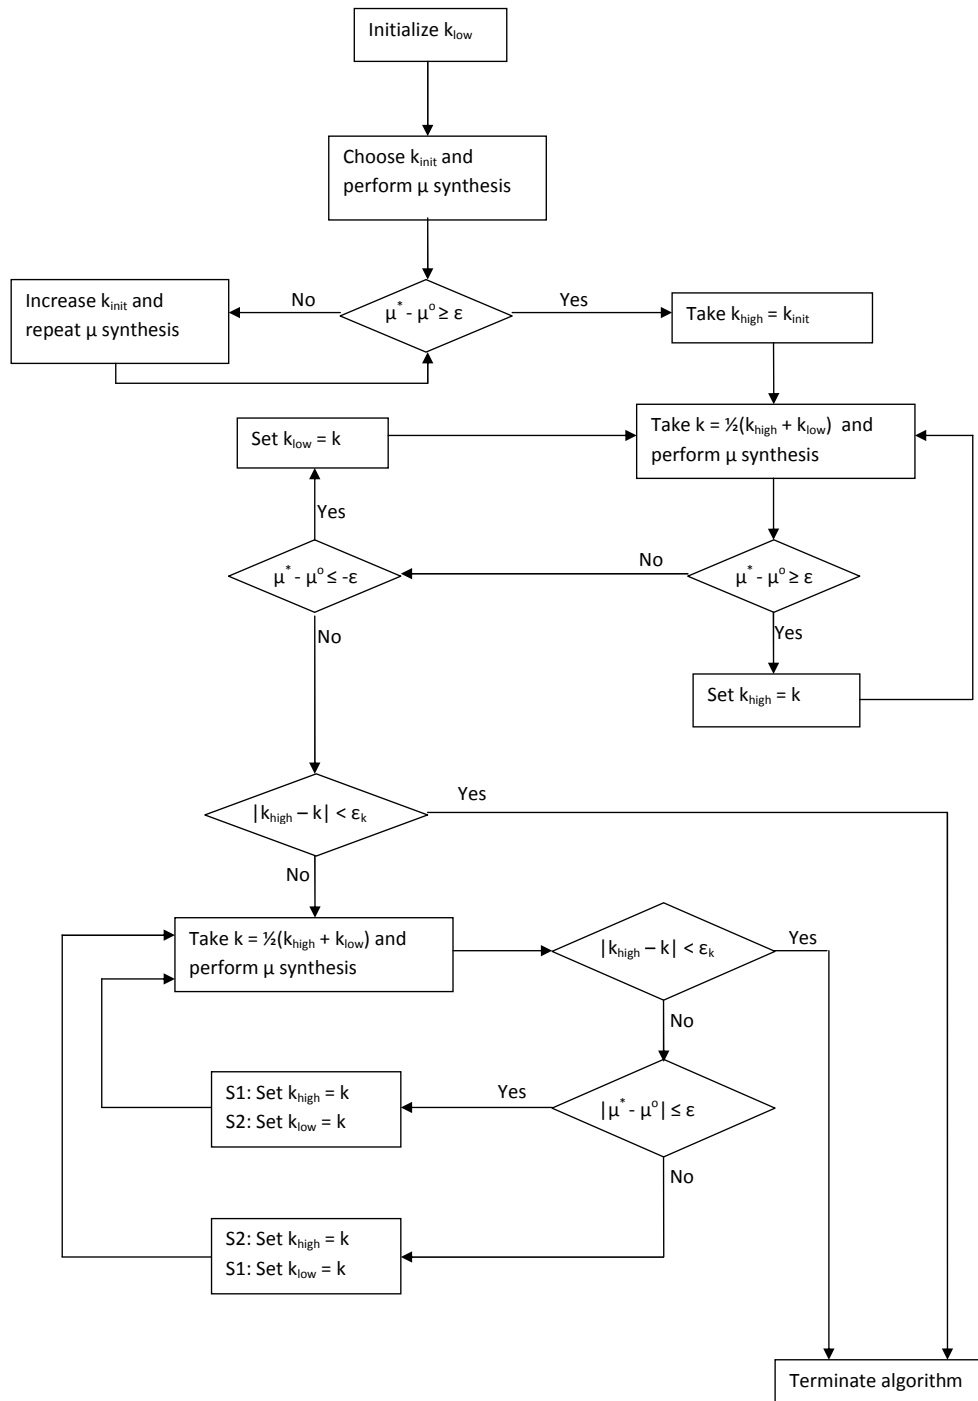 Initialize k_low
Choose k_init and
perform μ synthesis
Increase k_init and
repeat μ synthesis
No
μ* - μ° ≥ ε
Yes
Take k_high = k_init
Set k_low = k
Take k = ½(k_high + k_low) and
perform μ synthesis
Yes
μ* - μ° ≤ -ε
No
μ* - μ° ≥ ε
No
Yes
Set k_high = k
|k_high – k| < ε_k
Yes
No
Take k = ½(k_high + k_low) and
perform μ synthesis
|k_high – k| < ε_k
Yes
No
S1: Set k_high = k
S2: Set k_low = k
Yes
|μ* - μ°| ≤ ε
No
S2: Set k_high = k
S1: Set k_low = k
Terminate algorithm